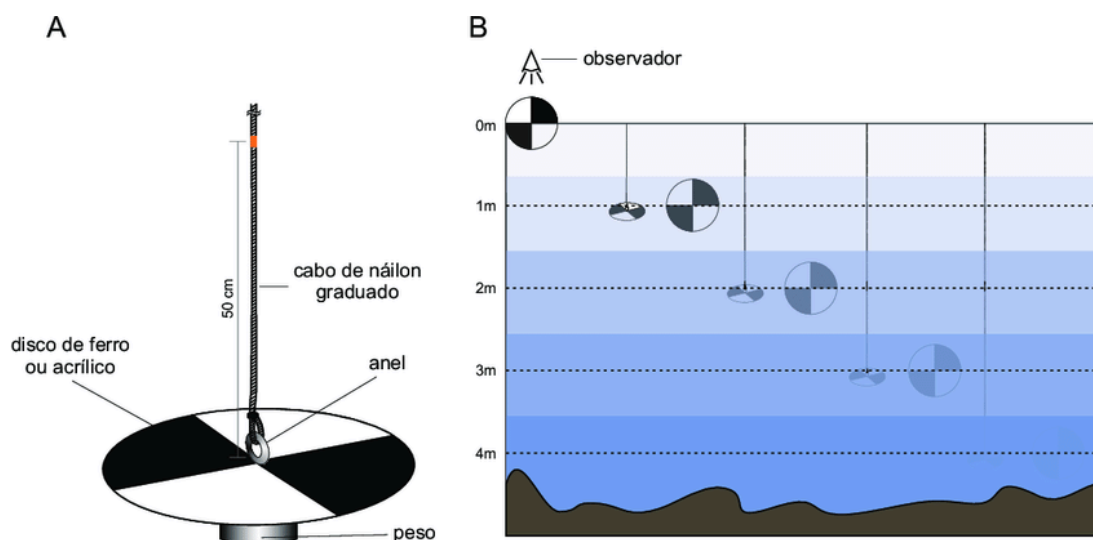 A
50 cm
cabo de náilon
graduado
disco de ferro
ou acrílico
anel
peso
B
observador
0m
1m
2m
3m
4m